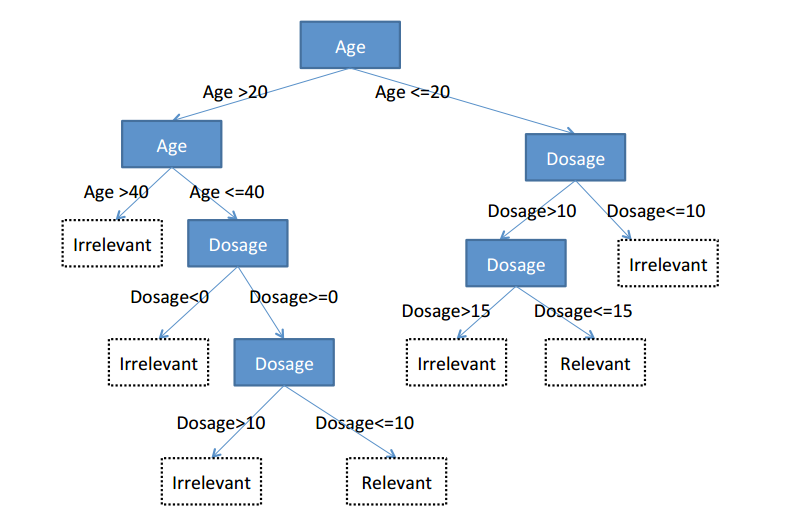 Age
Age >20
Age <=20
Age
Dosage
Age >40
Age <=40
Dosage>10
Dosage<=10
Irrelevant
Dosage
Dosage
Irrelevant
Dosage<0
Dosage>=0
Dosage>15
Dosage<=15
Irrelevant
Dosage
Irrelevant
Relevant
Dosage>10
Dosage<=10
Irrelevant
Relevant